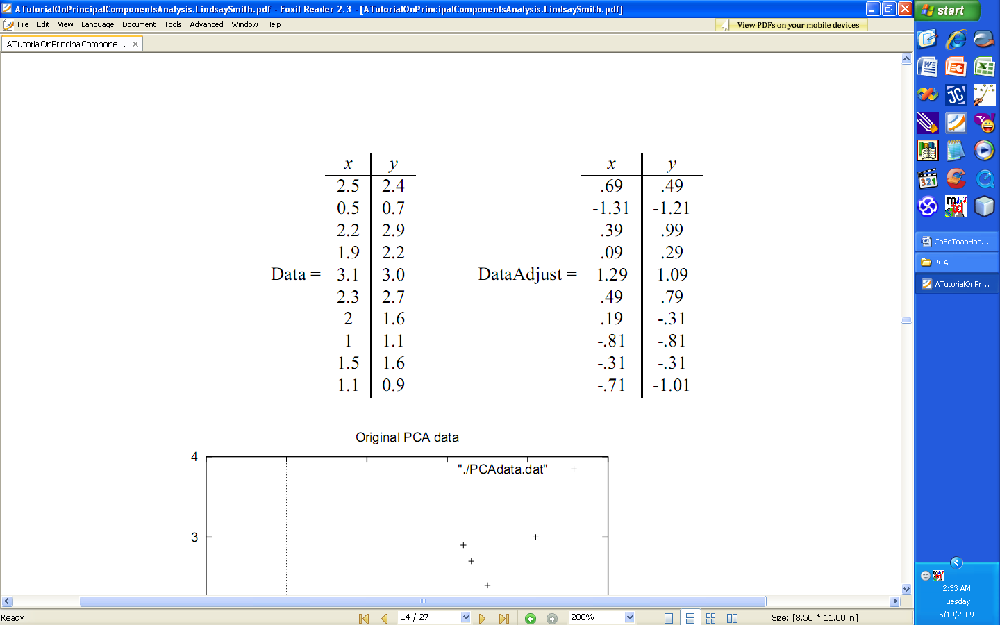 ATutorialOnPrincipalComponentsAnalysis.LindsaySmith.pdf - Foxit Reader 2.3 - [ATutorialOnPrincipalComponentsAnalysis.LindsaySmith.pdf]
start
File Edit View Language Document Tools Advanced Window Help
View PDFs on your mobile devices
ATutorialOnPrincipalCompone...
x y x y
2.5 2.4 .69 .49
0.5 0.7 -1.31 -1.21
2.2 2.9 .39 .99
1.9 2.2 .09 .29
Data = 3.1 3.0 DataAdjust = 1.29 1.09
2.3 2.7 .49 .79
2 1.6 .19 -.31
1 1.1 -.81 -.81
1.5 1.6 -.31 -.31
1.1 0.9 -.71 -1.01
Original PCA data
4
"./PCAdata.dat"
3
CoSoToanHoc...
PCA
ATutorialOnPr...
321
JC
2:33 AM
Tuesday
5/19/2009
Ready
14 / 27
200%
Size: [8.50 * 11.00 in]